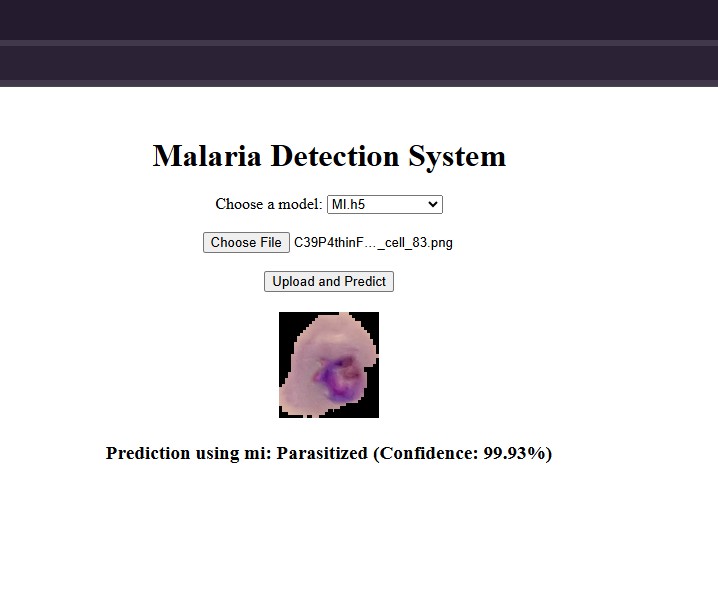 Malaria Detection System
Choose a model: MI.h5
Choose File C39P4thinF..._cell_83.png
Upload and Predict
Prediction using mi: Parasitized (Confidence: 99.93%)